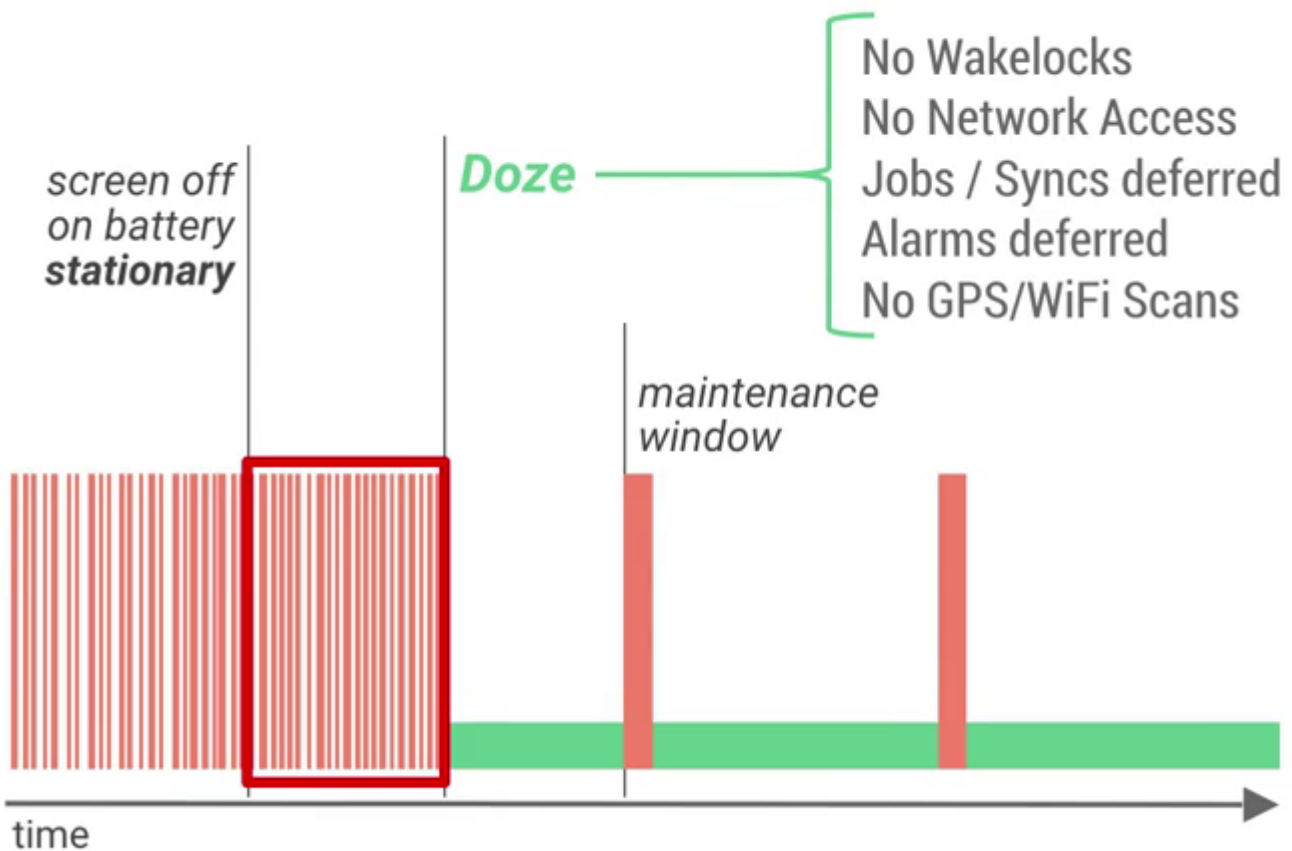 screen off
on battery
stationary
Doze
No Wakelocks
No Network Access
Jobs / Syncs deferred
Alarms deferred
No GPS/WiFi Scans
maintenance
window
time